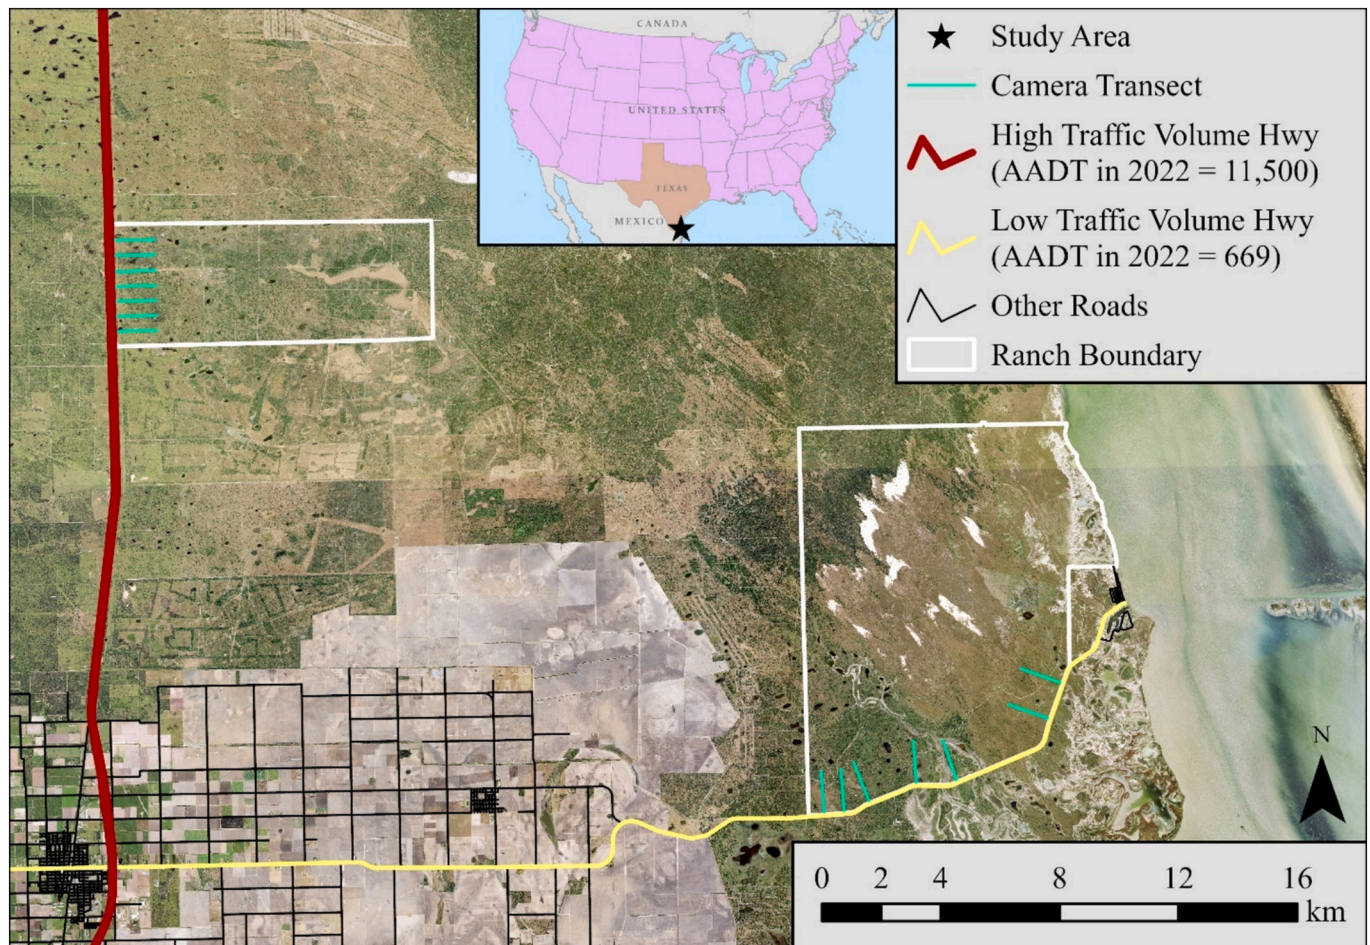 CANADA
UNITED STATES
TEXAS
MEXICO
Study Area
Camera Transect
High Traffic Volume Hwy
(AADT in 2022 = 11,500)
Low Traffic Volume Hwy
(AADT in 2022 = 669)
Other Roads
Ranch Boundary
N
0 2 4 8 12 16
km